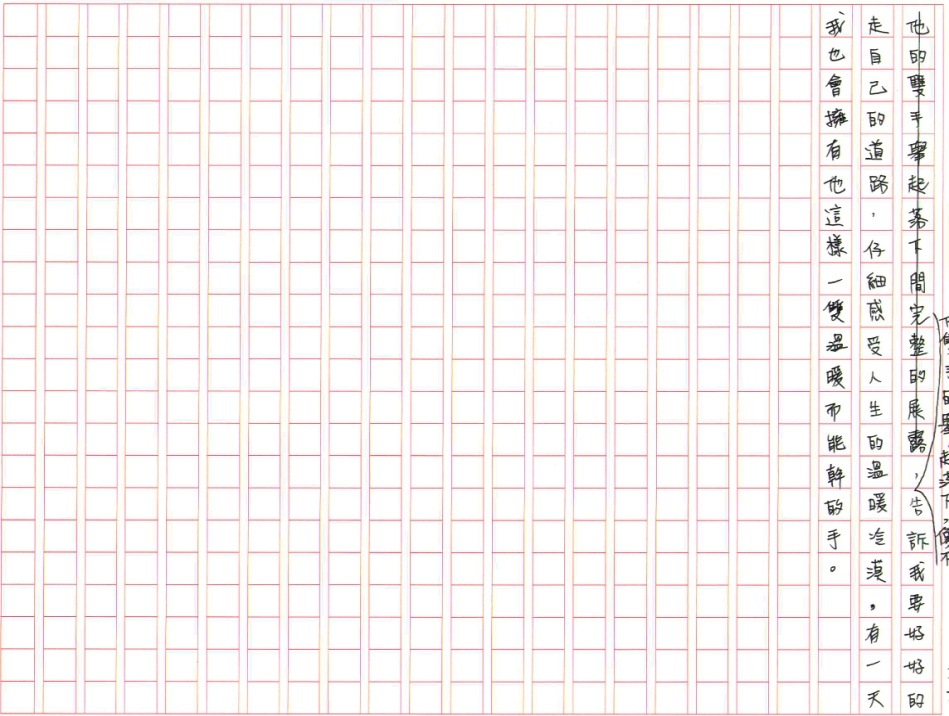 他的雙手舉起落下間完整的展露，告訴我要好好的
走自己的道路，仔細感受人生的溫暖冷漠。有一天
我也會擁有他這樣一雙溫暖而能幹的手。